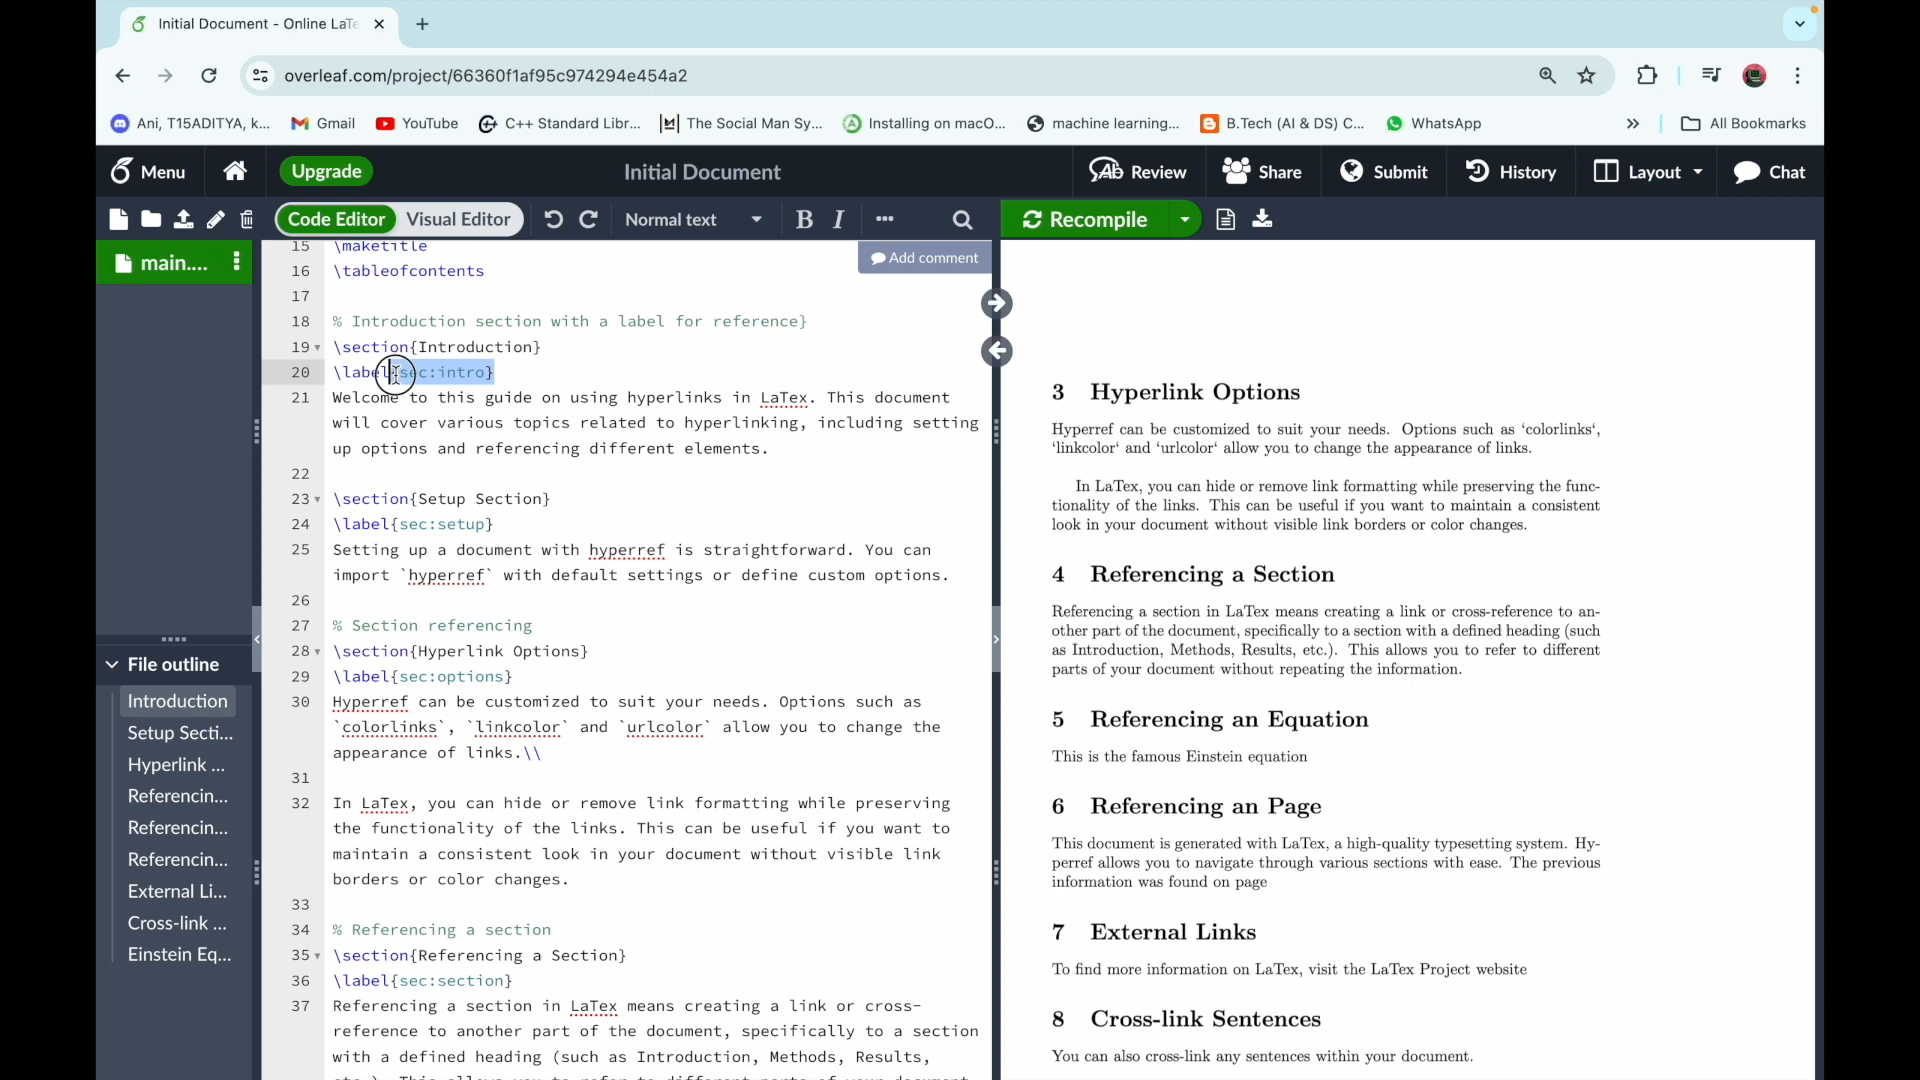 Initial Document - Online LaTe
overleaf.com/project/66360f1af95c974294e454a2
Ani, T15ADITYA, k...
Gmail
YouTube
C++ Standard Libr...
The Social Man Sy...
Installing on macO...
machine learning...
B.Tech (AI & DS) C...
WhatsApp
All Bookmarks
Menu
Upgrade
Initial Document
Review
Share
Submit
History
Layout
Chat
Code Editor
Visual Editor
Normal text
B
I
Recompile
main....
Add comment
15 \maketitle
16 \tableofcontents
17
18 % Introduction section with a label for reference}
19 \section{Introduction}
20 \label{sec:intro}
21 Welcome to this guide on using hyperlinks in LaTex. This document
will cover various topics related to hyperlinking, including setting
up options and referencing different elements.
22
23 \section{Setup Section}
24 \label{sec:setup}
25 Setting up a document with hyperref is straightforward. You can
import `hyperref` with default settings or define custom options.
26
27 % Section referencing
28 \section{Hyperlink Options}
29 \label{sec:options}
30 Hyperref can be customized to suit your needs. Options such as
`colorlinks`, `linkcolor` and `urlcolor` allow you to change the
appearance of links.\\
31
32 In LaTex, you can hide or remove link formatting while preserving
the functionality of the links. This can be useful if you want to
maintain a consistent look in your document without visible link
borders or color changes.
33
34 % Referencing a section
35 \section{Referencing a Section}
36 \label{sec:section}
37 Referencing a section in LaTex means creating a link or cross-
reference to another part of the document, specifically to a section
with a defined heading (such as Introduction, Methods, Results,
File outline
Introduction
Setup Secti...
Hyperlink ...
Referencin...
Referencin...
Referencin...
External Li...
Cross-link ...
Einstein Eq...
3 Hyperlink Options
Hyperref can be customized to suit your needs. Options such as ‘colorlinks‘,
‘linkcolor‘ and ‘urlcolor‘ allow you to change the appearance of links.
In LaTex, you can hide or remove link formatting while preserving the func-
tionality of the links. This can be useful if you want to maintain a consistent
look in your document without visible link borders or color changes.
4 Referencing a Section
Referencing a section in LaTex means creating a link or cross-reference to an-
other part of the document, specifically to a section with a defined heading (such
as Introduction, Methods, Results, etc.). This allows you to refer to different
parts of your document without repeating the information.
5 Referencing an Equation
This is the famous Einstein equation
6 Referencing an Page
This document is generated with LaTex, a high-quality typesetting system. Hy-
perref allows you to navigate through various sections with ease. The previous
information was found on page
7 External Links
To find more information on LaTex, visit the LaTex Project website
8 Cross-link Sentences
You can also cross-link any sentences within your document.